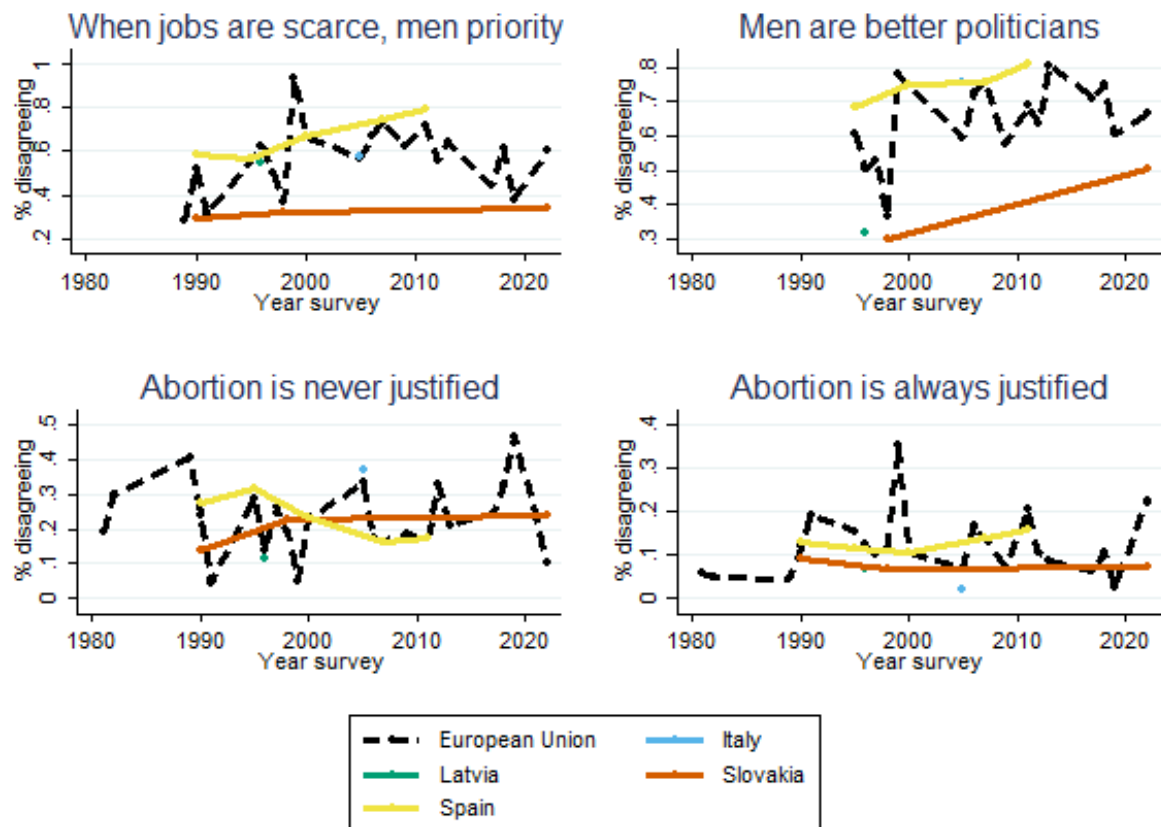 When jobs are scarce, men priority
% disagreeing
1
.8
.6
.4
.2
1980 1990 2000 2010 2020
Year survey
Men are better politicians
% disagreeing
.8
.7
.6
.5
.4
.3
1980 1990 2000 2010 2020
Year survey
Abortion is never justified
% disagreeing
.5
.4
.3
.2
.1
0
1980 1990 2000 2010 2020
Year survey
Abortion is always justified
% disagreeing
.4
.3
.2
.1
0
1980 1990 2000 2010 2020
Year survey
European Union
Italy
Latvia
Slovakia
Spain